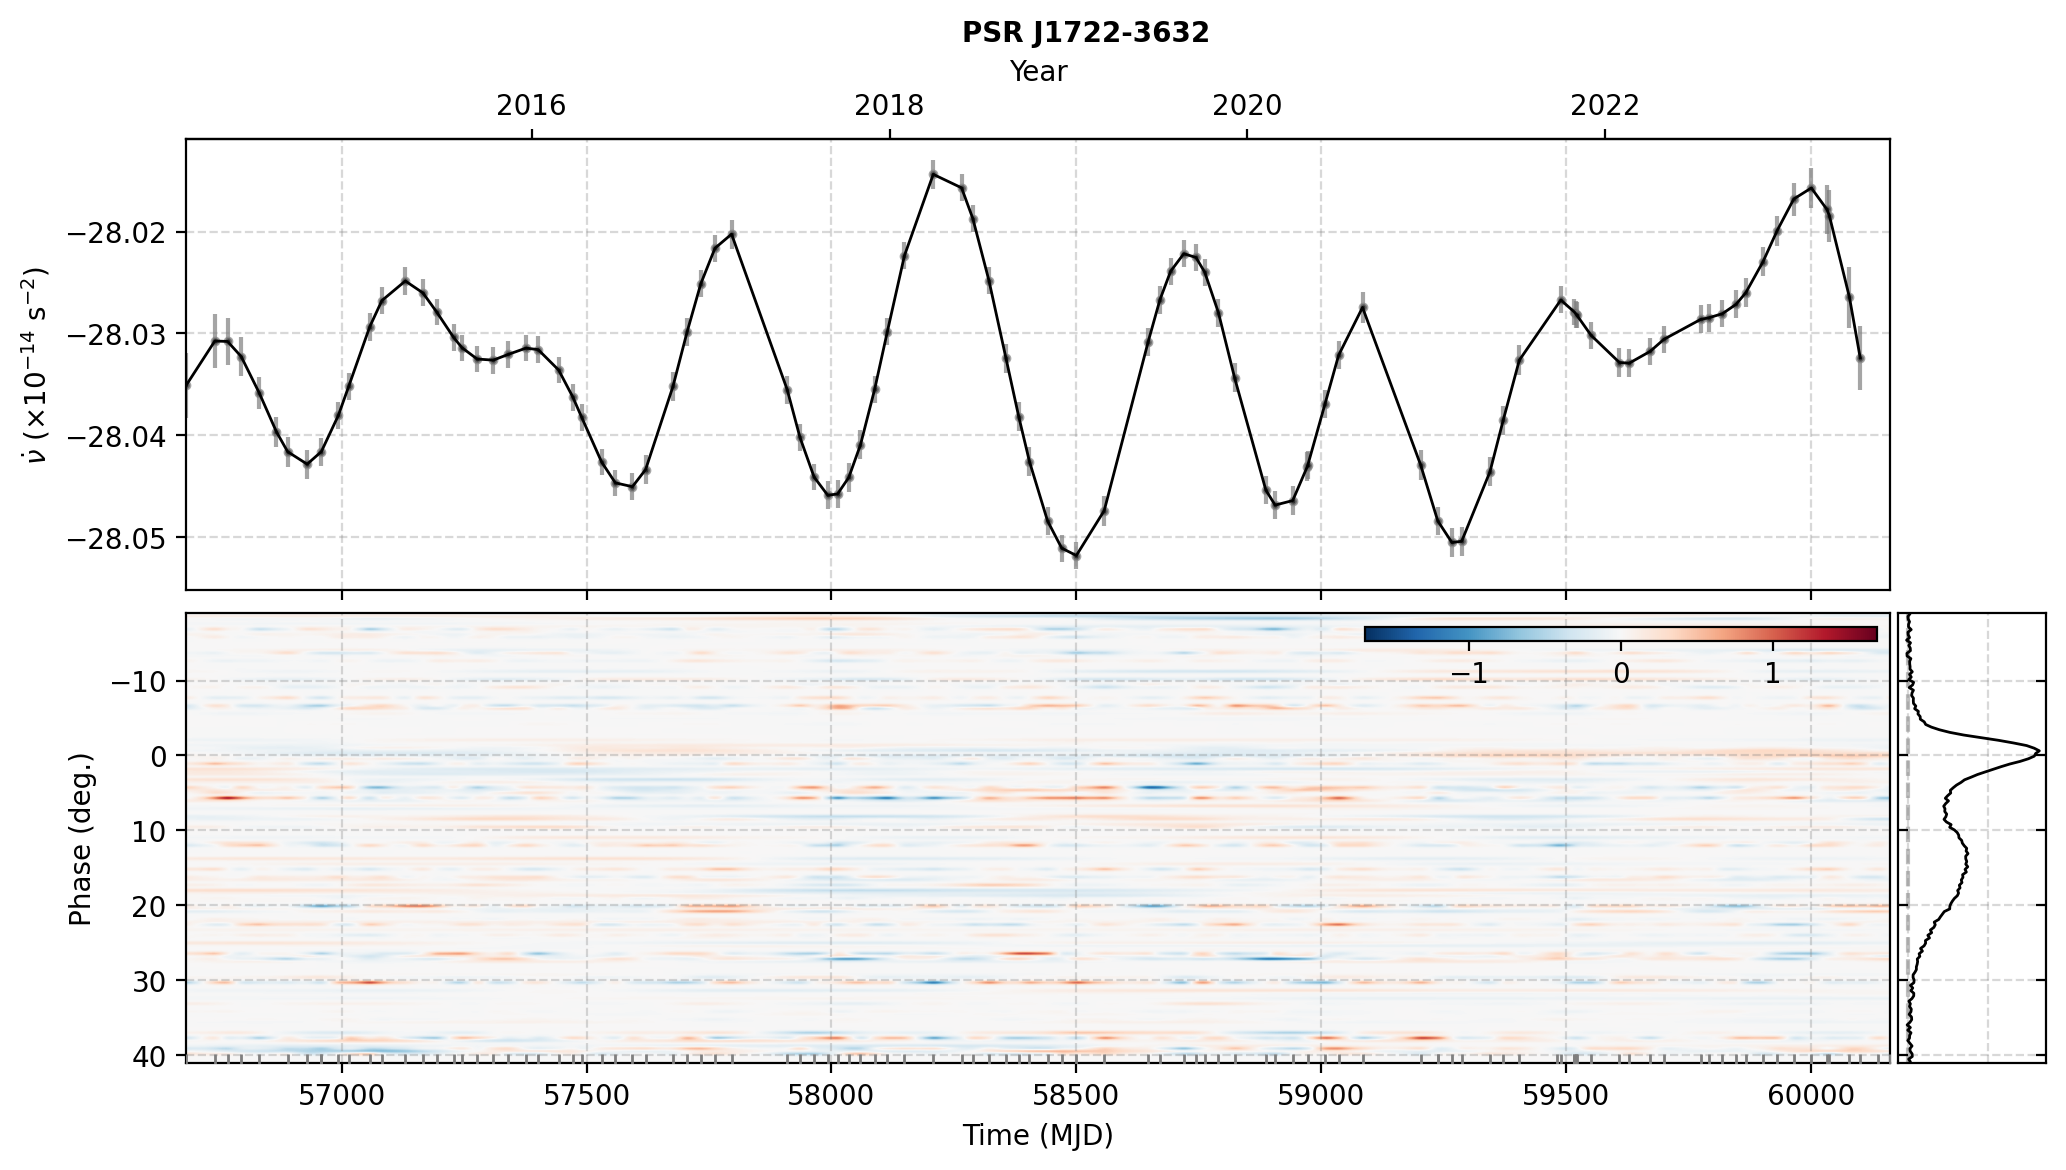 PSR J1722-3632
Year
2016 2018 2020 2022
−28.02
−28.03
−28.04
−28.05
ν̇ (×10⁻¹⁴ s⁻²)
−1 0 1
−10
0
10
20
30
40
Phase (deg.)
57000 57500 58000 58500 59000 59500 60000
Time (MJD)